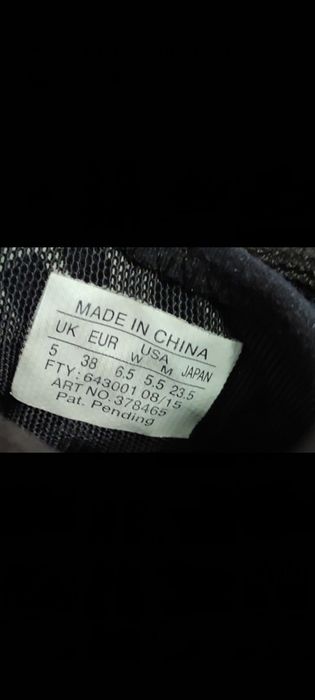 MADE IN CHINA
UK EUR USA JAPAN
W M
5 38 6.5 5.5 23.5
FTY: 643001 08/15
ART NO: 378465
Pat. Pending